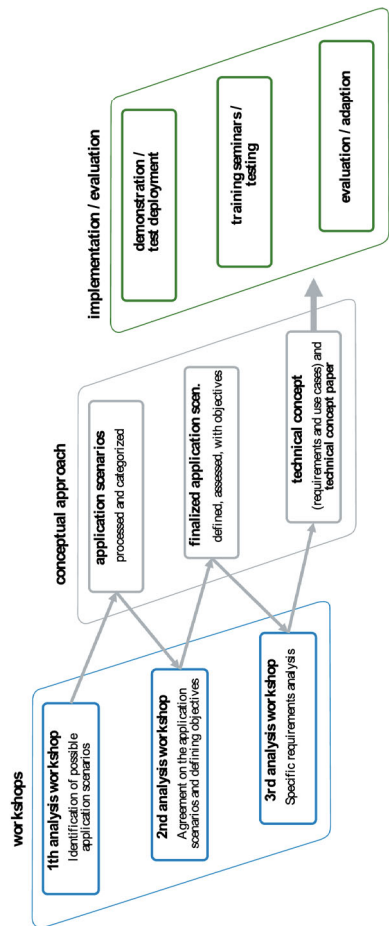 workshops
1th analysis workshop
Identification of possible
application scenarios
2nd analysis workshop
Agreement on the application
scenarios and defining objectives
3rd analysis workshop
Specific requirements analysis
conceptual approach
application scenarios
processed and categorized
finalized application scen.
defined, assessed, with objectives
technical concept
(requirements and use cases) and
technical concept paper
implementation / evaluation
demonstration /
test deployment
training seminars /
testing
evaluation / adaption